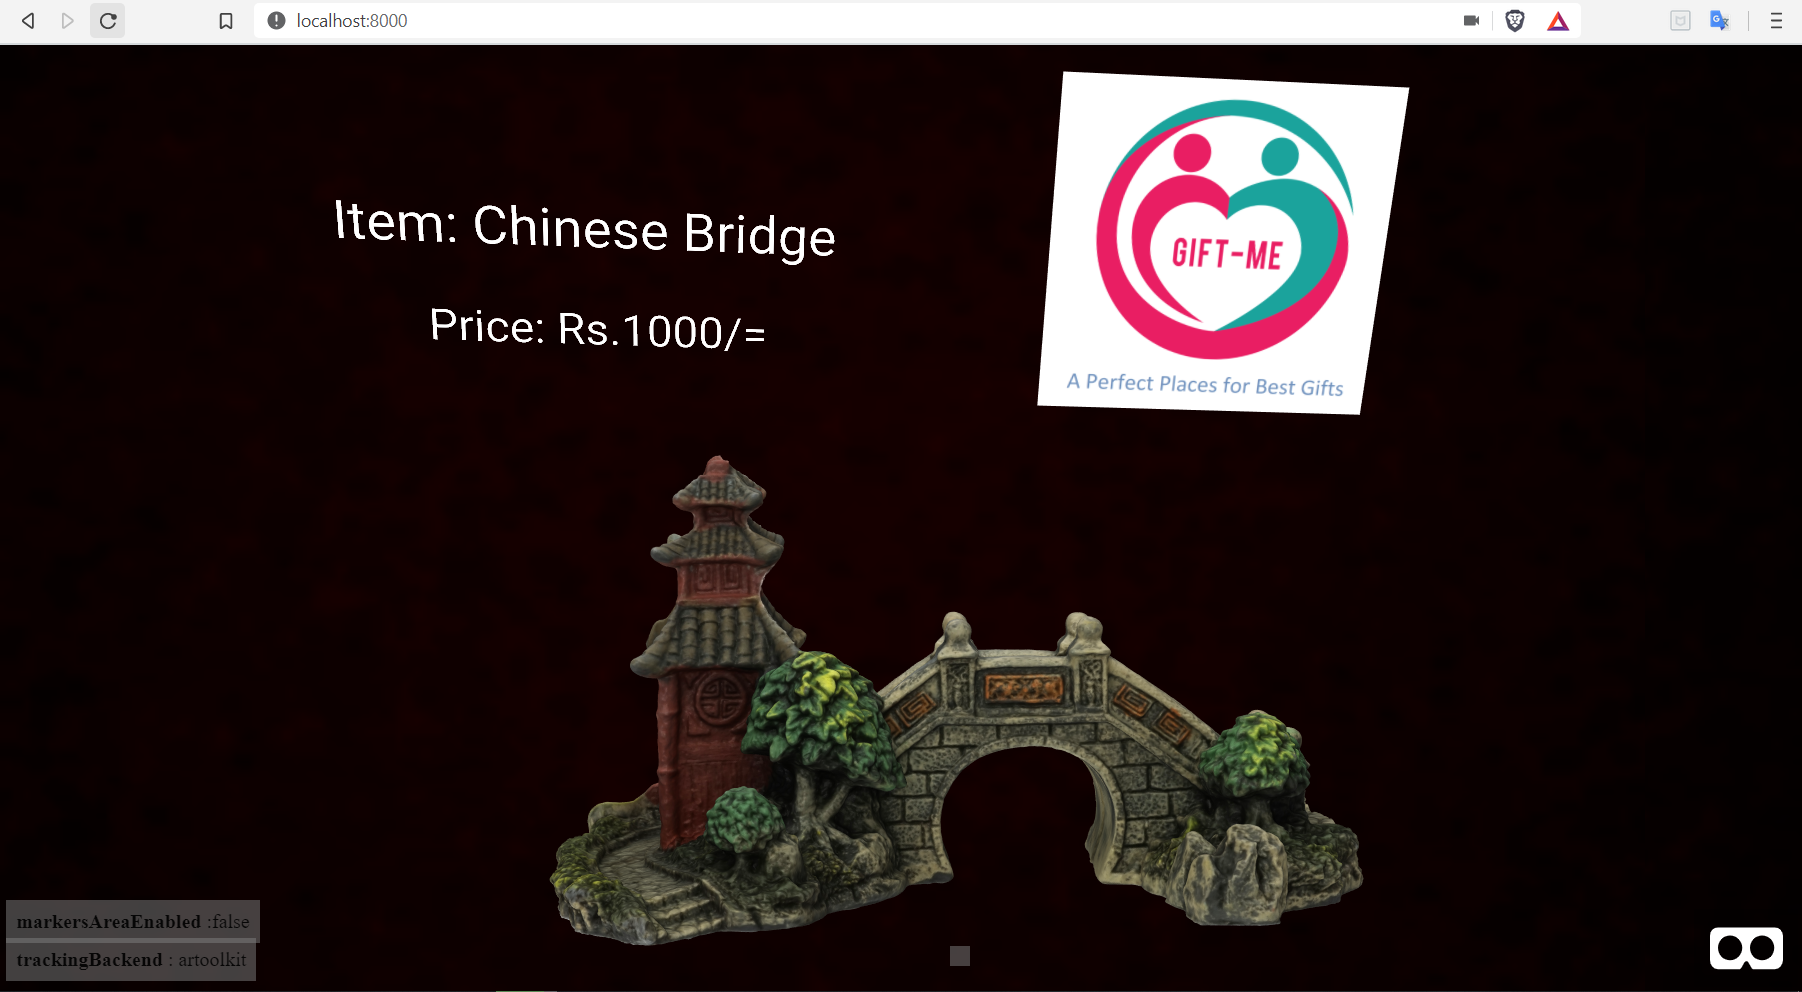 localhost:8000
Item: Chinese Bridge
Price: Rs.1000/=
GIFT-ME
A Perfect Places for Best Gifts
markersAreaEnabled :false
trackingBackend : artoolkit